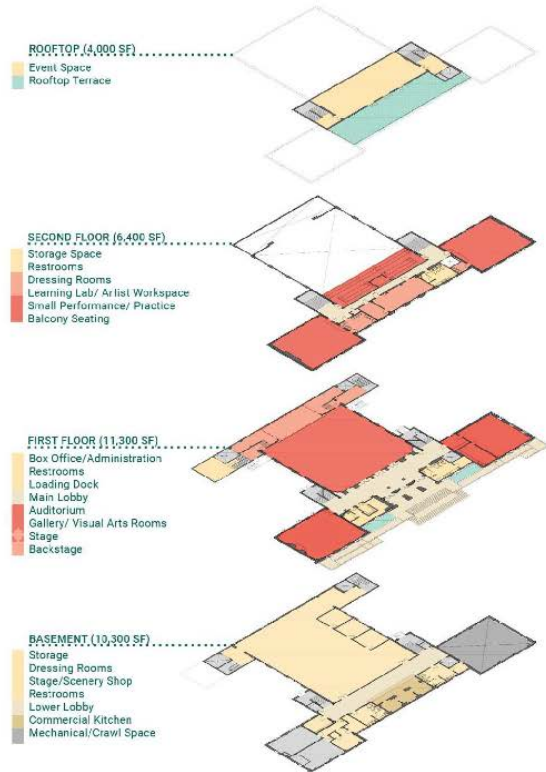 ROOFTOP (4,000 SF)
Event Space
Rooftop Terrace
SECOND FLOOR (6,400 SF)
Storage Space
Restrooms
Dressing Rooms
Learning Lab/ Artist Workspace
Small Performance/ Practice
Balcony Seating
FIRST FLOOR (11,300 SF)
Box Office/Administration
Restrooms
Loading Dock
Main Lobby
Auditorium
Gallery/ Visual Arts Rooms
Stage
Backstage
BASEMENT (10,300 SF)
Storage
Dressing Rooms
Stage/Scenery Shop
Restrooms
Lower Lobby
Commercial Kitchen
Mechanical/Crawl Space